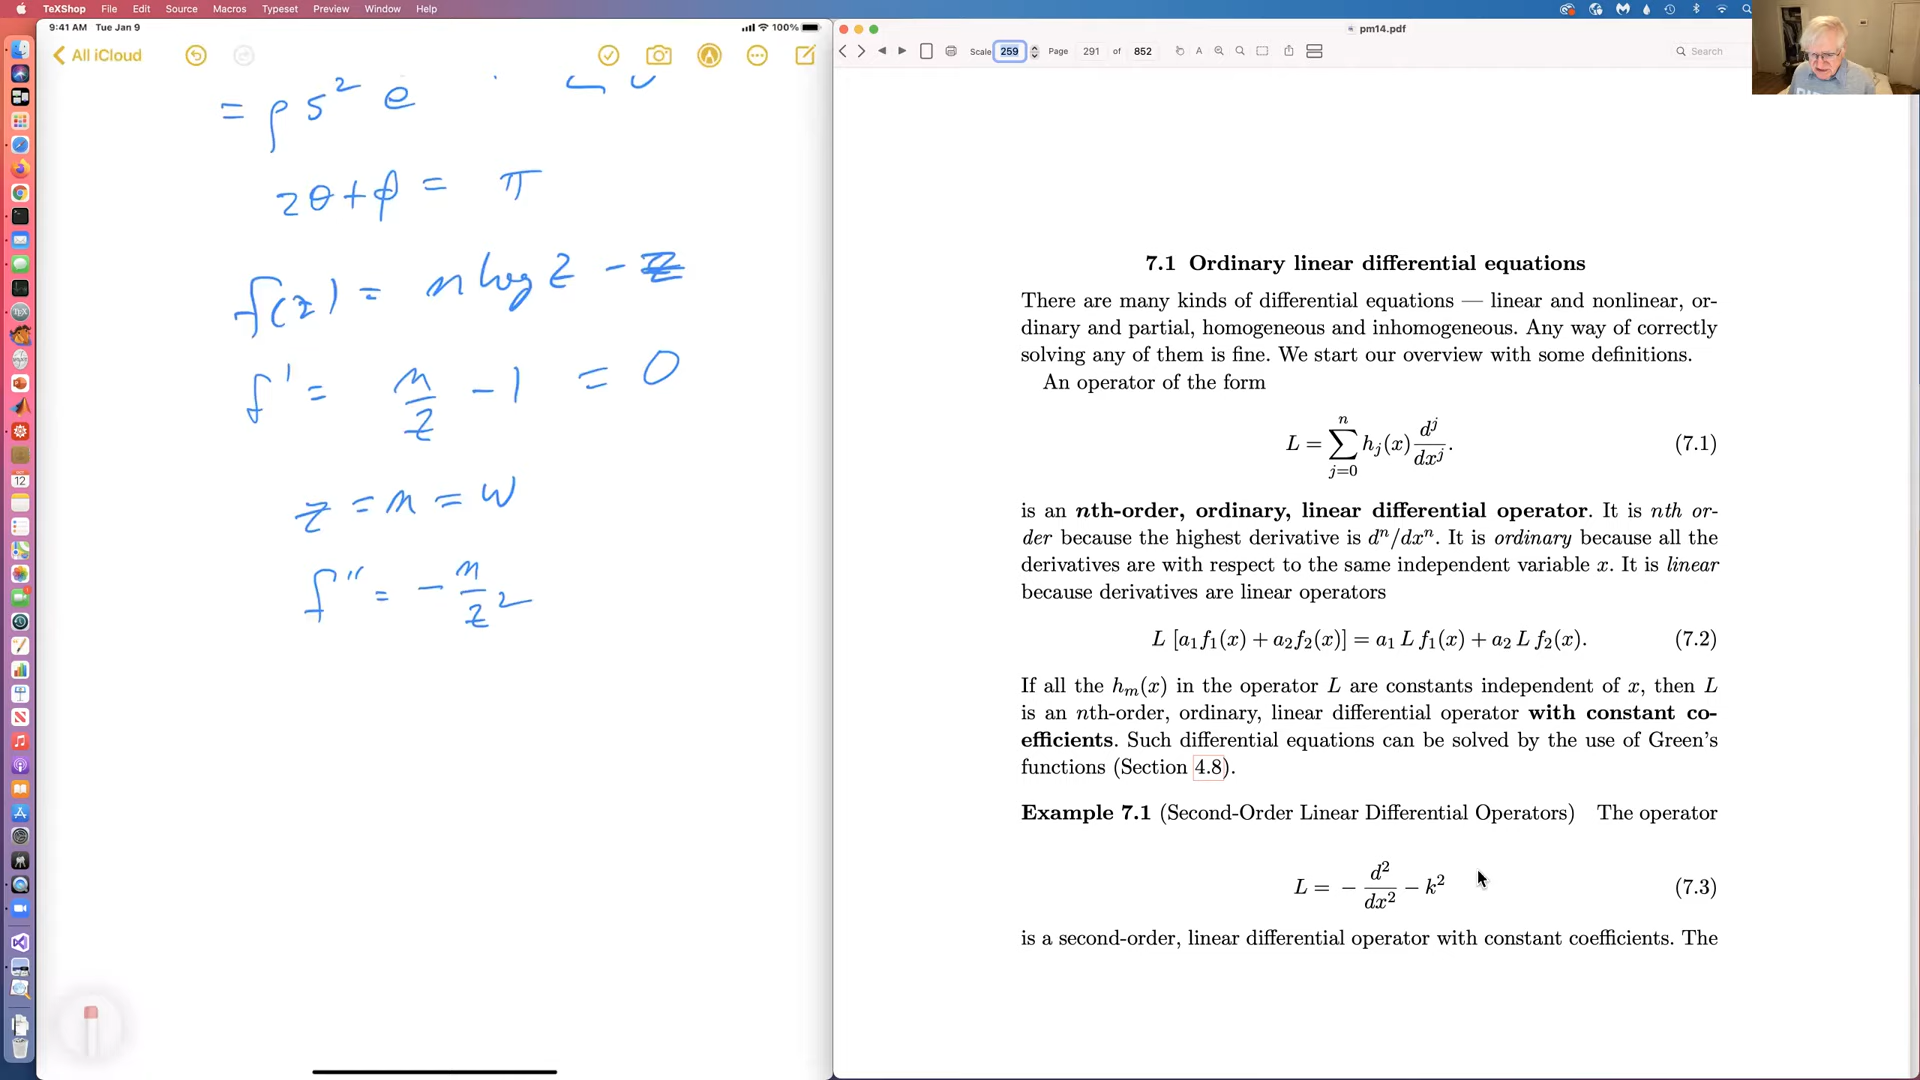 TeXShop File Edit Source Macros Typeset Preview Window Help
9:41 AM Tue Jan 9
100%
All iCloud
= ρ s² e
2θ + φ = π
f(z) = n log z - z
f' = n/z - 1 = 0
z = n = w
f'' = - n/z²
pm14.pdf
Scale 259 Page 291 of 852
Search
7.1 Ordinary linear differential equations
There are many kinds of differential equations — linear and nonlinear, or-
dinary and partial, homogeneous and inhomogeneous. Any way of correctly
solving any of them is fine. We start our overview with some definitions.
An operator of the form
L = ∑_{j=0}^{n} h_j(x) d^j/dx^j. (7.1)
is an nth-order, ordinary, linear differential operator. It is nth or-
der because the highest derivative is dⁿ/dxⁿ. It is ordinary because all the
derivatives are with respect to the same independent variable x. It is linear
because derivatives are linear operators
L [a₁f₁(x) + a₂f₂(x)] = a₁ L f₁(x) + a₂ L f₂(x). (7.2)
If all the h_m(x) in the operator L are constants independent of x, then L
is an nth-order, ordinary, linear differential operator with constant co-
efficients. Such differential equations can be solved by the use of Green's
functions (Section 4.8).
Example 7.1 (Second-Order Linear Differential Operators) The operator
L = - d²/dx² - k² (7.3)
is a second-order, linear differential operator with constant coefficients. The